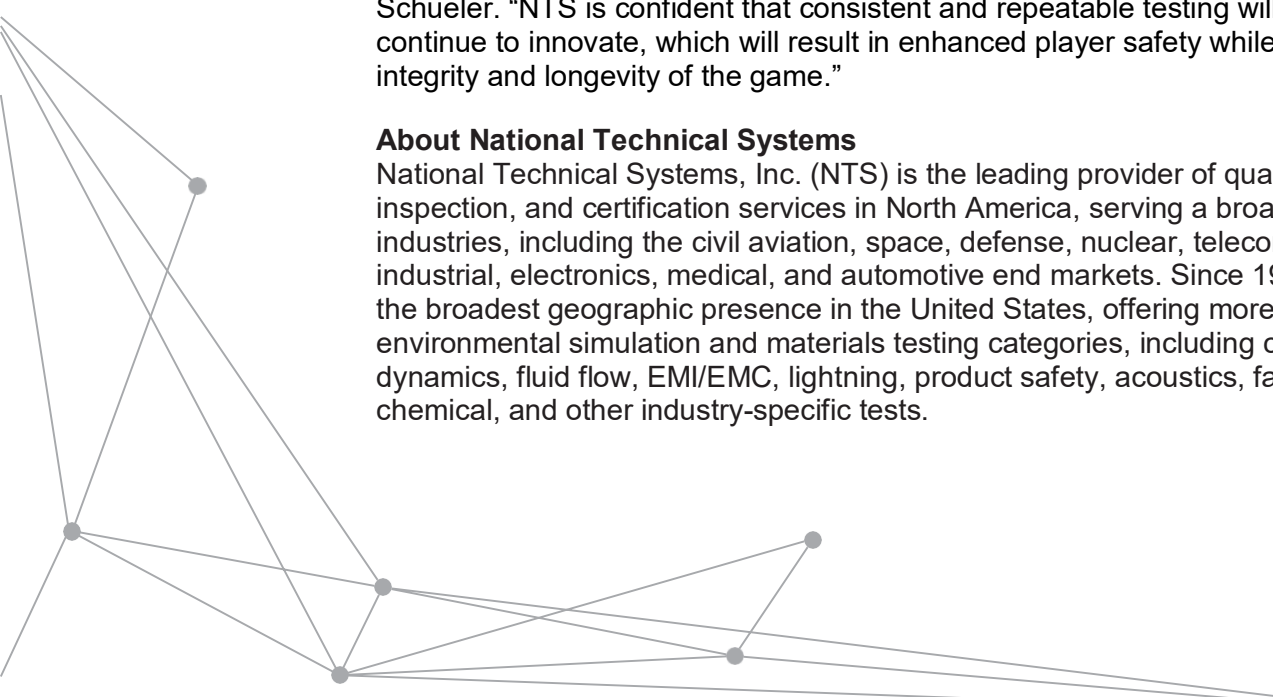 Schueler. “NTS is confident that consistent and repeatable testing will
continue to innovate, which will result in enhanced player safety while
integrity and longevity of the game.”
About National Technical Systems
National Technical Systems, Inc. (NTS) is the leading provider of qua
inspection, and certification services in North America, serving a broa
industries, including the civil aviation, space, defense, nuclear, teleco
industrial, electronics, medical, and automotive end markets. Since 19
the broadest geographic presence in the United States, offering more
environmental simulation and materials testing categories, including c
dynamics, fluid flow, EMI/EMC, lightning, product safety, acoustics, fa
chemical, and other industry-specific tests.